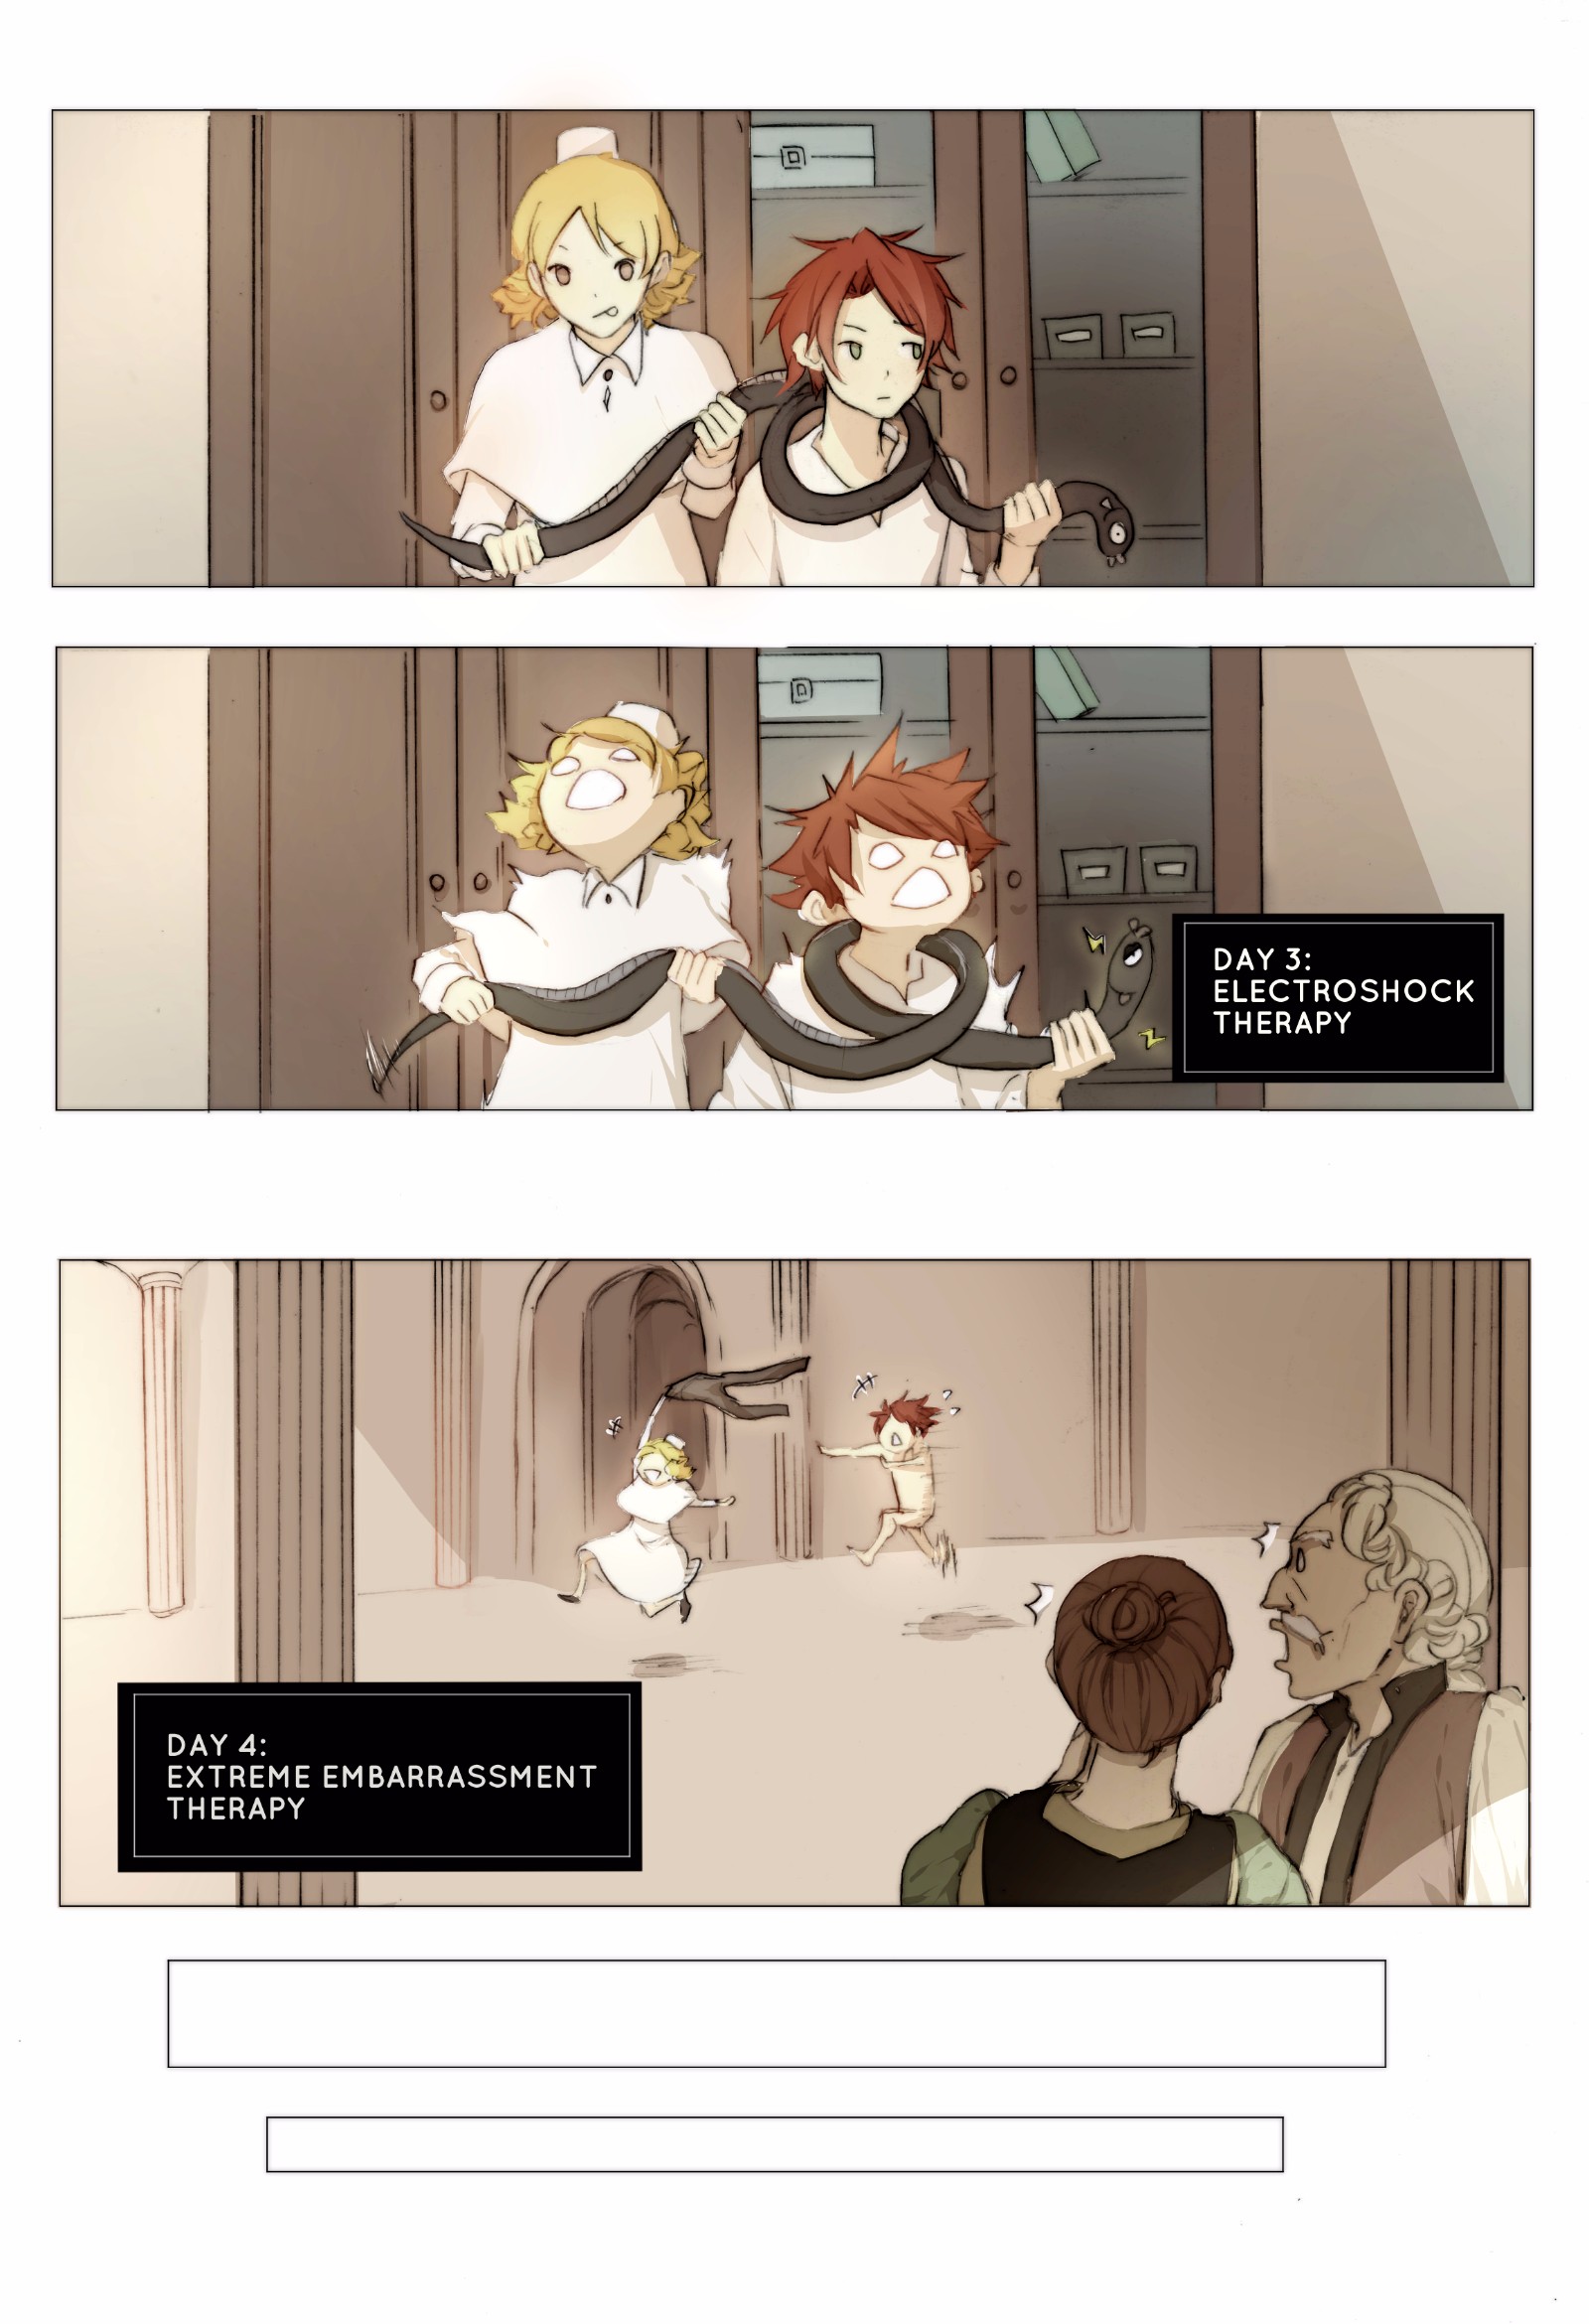 DAY 3:
ELECTROSHOCK
THERAPY
DAY 4:
EXTREME EMBARRASSMENT
THERAPY